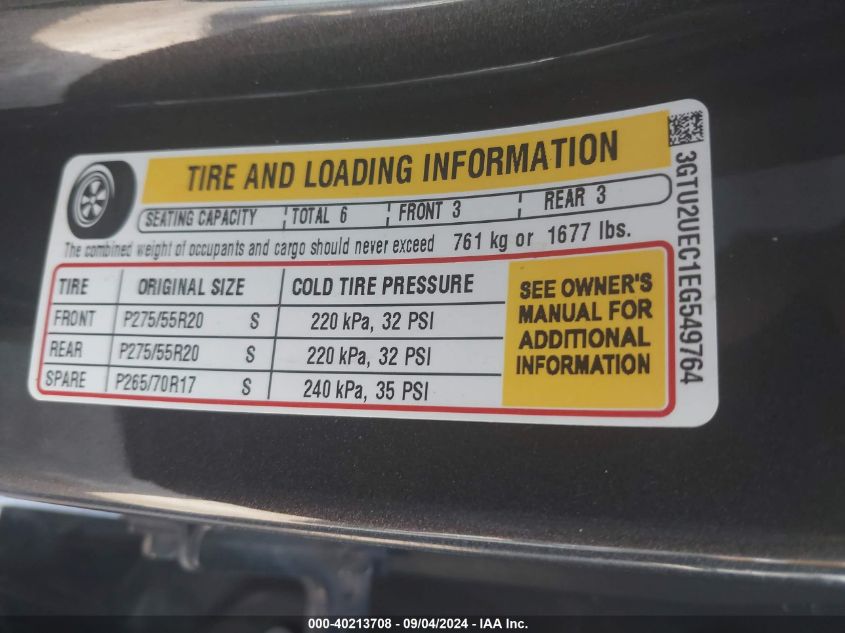 TIRE AND LOADING INFORMATION
SEATING CAPACITY TOTAL 6 FRONT 3 REAR 3
The combined weight of occupants and cargo should never exceed 761 kg or 1677 lbs.
TIRE ORIGINAL SIZE COLD TIRE PRESSURE
FRONT P275/55R20 S 220 kPa, 32 PSI
REAR P275/55R20 S 220 kPa, 32 PSI
SPARE P265/70R17 S 240 kPa, 35 PSI
SEE OWNER'S
MANUAL FOR
ADDITIONAL
INFORMATION
3GTU2UEC1EG549764
000-40213708 - 09/04/2024 - IAA Inc.